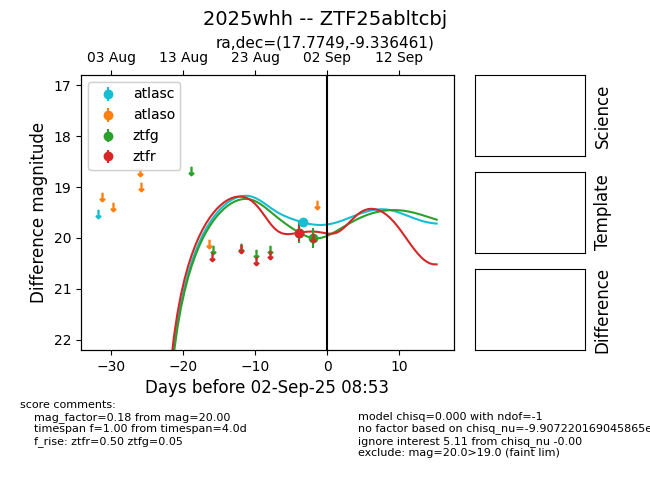 2025whh -- ZTF25abltcbj
ra,dec=(17.7749,-9.336461)
03 Aug 13 Aug 23 Aug 02 Sep 12 Sep
17
18
19
20
21
22
Difference magnitude
atlasc
atlaso
ztfg
ztfr
−30 −20 −10 0 10
Days before 02-Sep-25 08:53
Science
Template
Difference
score comments:
mag_factor=0.18 from mag=20.00
timespan f=1.00 from timespan=4.0d
f_rise: ztfr=0.50 ztfg=0.05
model chisq=0.000 with ndof=-1
no factor based on chisq_nu=-9.907220169045865e
ignore interest 5.11 from chisq_nu -0.00
exclude: mag=20.0>19.0 (faint lim)